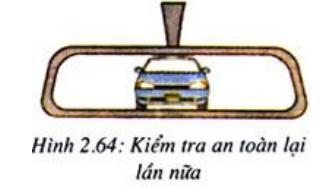 Hình 2.64: Kiểm tra an toàn lại
lần nữa